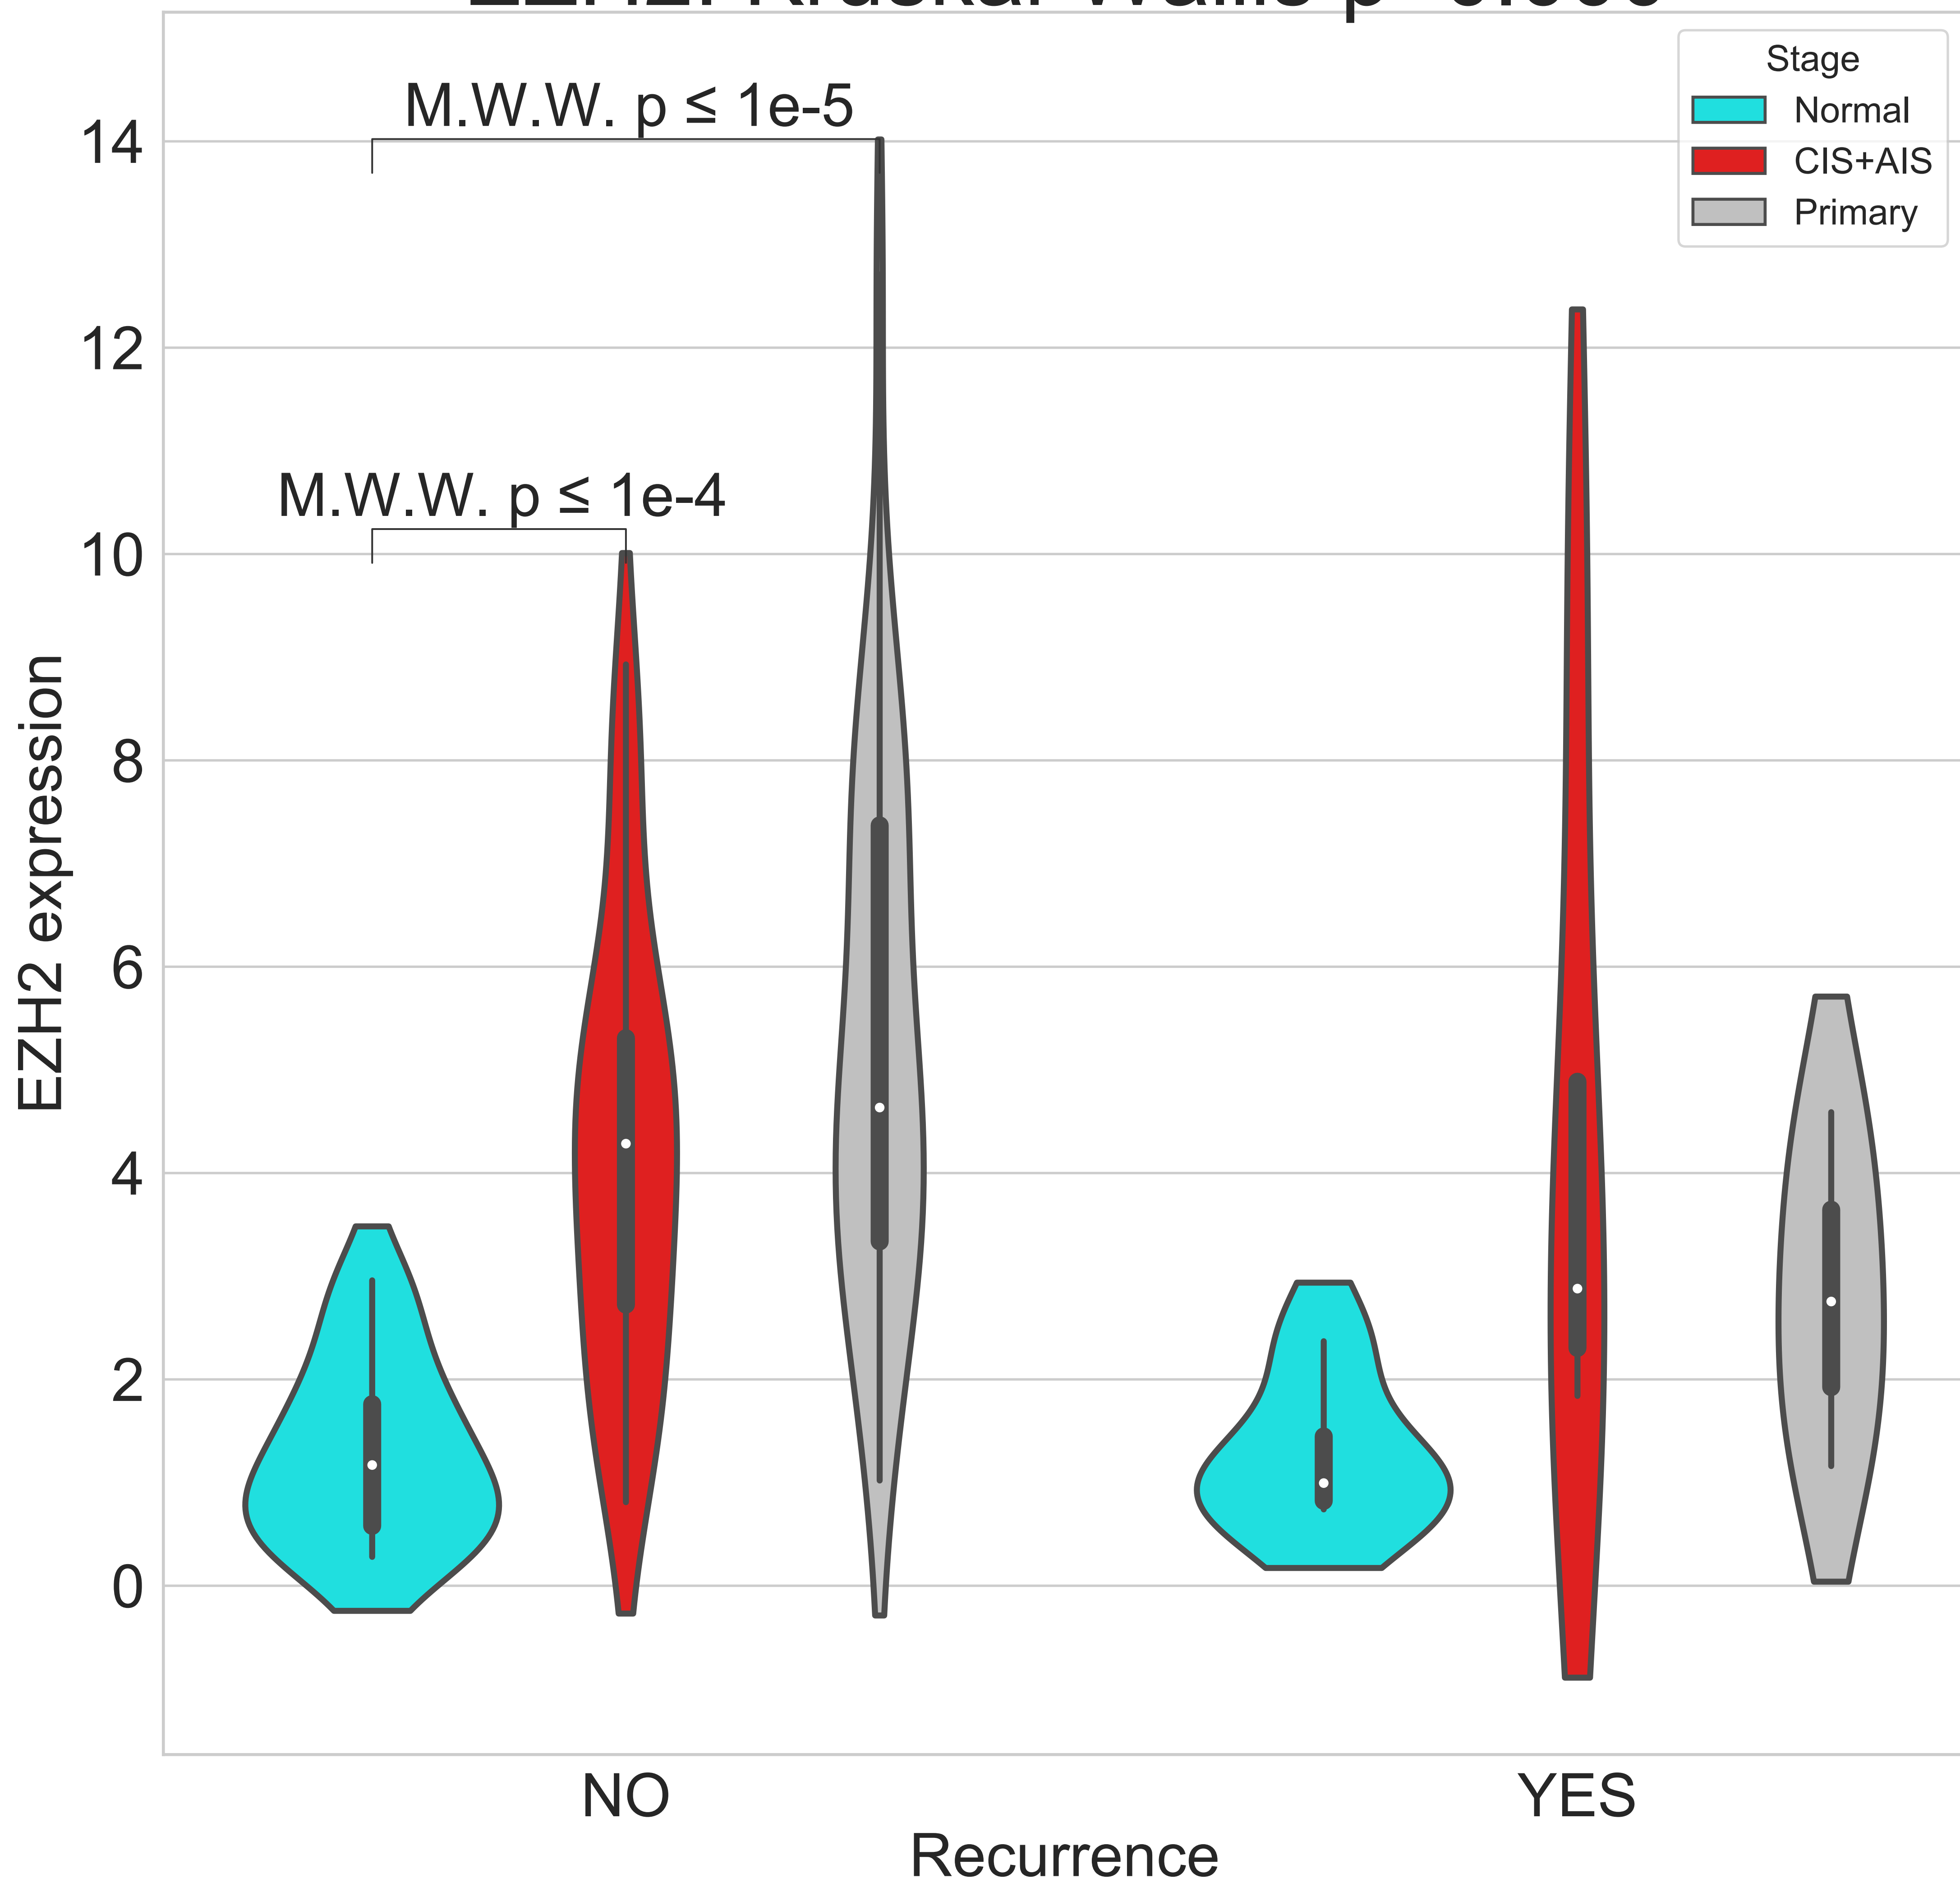 Stage
Normal
CIS+AIS
Primary
M.W.W. p ≤ 1e-5
M.W.W. p ≤ 1e-4
14
12
10
8
6
4
2
0
EZH2 expression
NO
YES
Recurrence